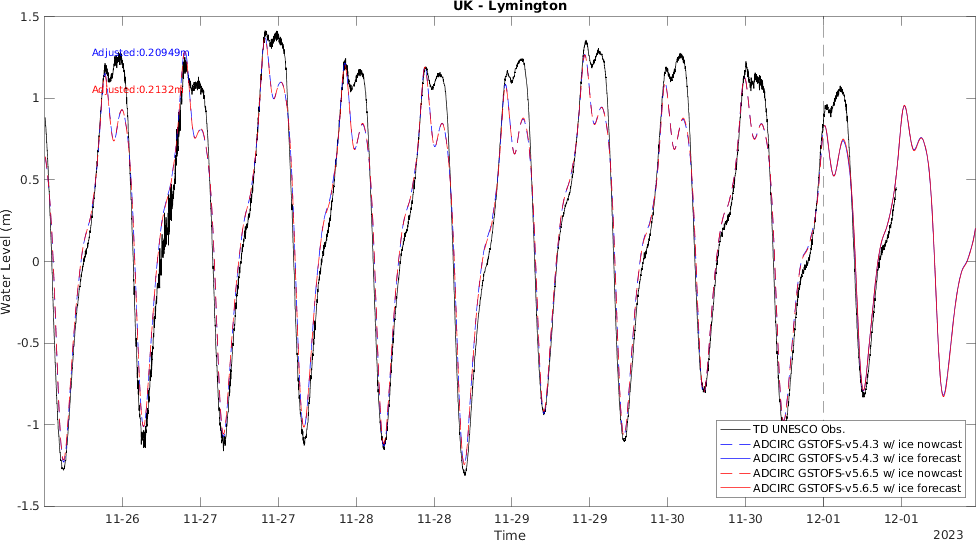 UK - Lymington
1.5
1
0.5
0
-0.5
-1
-1.5
Water Level (m)
Adjusted:0.20949m
Adjusted:0.2132m
TD UNESCO Obs.
ADCIRC GSTOFS-v5.4.3 w/ ice nowcast
ADCIRC GSTOFS-v5.4.3 w/ ice forecast
ADCIRC GSTOFS-v5.6.5 w/ ice nowcast
ADCIRC GSTOFS-v5.6.5 w/ ice forecast
11-26 11-27 11-27 11-28 11-28 11-29 11-29 11-30 11-30 12-01 12-01
Time
2023